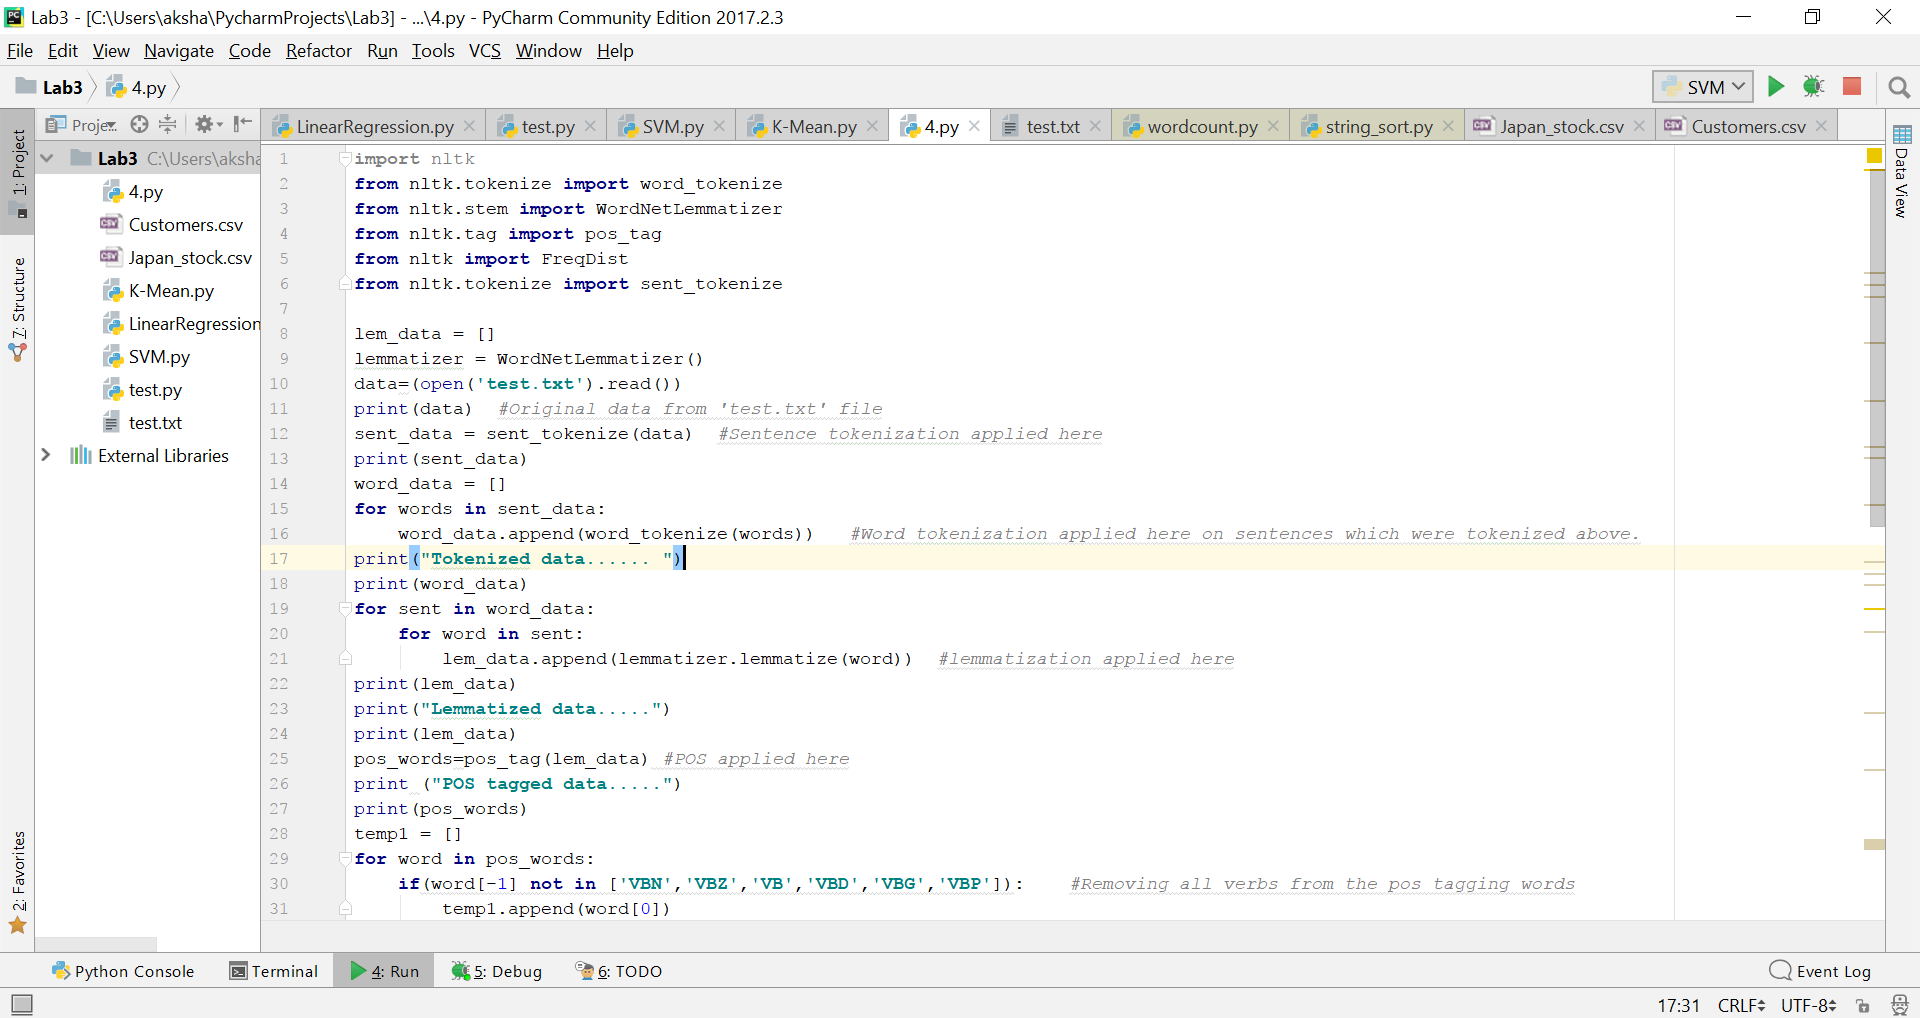 Lab3 - [C:\Users\aksha\PycharmProjects\Lab3] - ...\4.py - PyCharm Community Edition 2017.2.3
File Edit View Navigate Code Refactor Run Tools VCS Window Help
Lab3 4.py SVM
Projec LinearRegression.py test.py SVM.py K-Mean.py 4.py test.txt wordcount.py string_sort.py Japan_stock.csv Customers.csv
1: Project
7: Structure
2: Favorites
Data View
Lab3 C:\Users\aksha
4.py
Customers.csv
Japan_stock.csv
K-Mean.py
LinearRegression
SVM.py
test.py
test.txt
External Libraries
1 import nltk
2 from nltk.tokenize import word_tokenize
3 from nltk.stem import WordNetLemmatizer
4 from nltk.tag import pos_tag
5 from nltk import FreqDist
6 from nltk.tokenize import sent_tokenize
7
8 lem_data = []
9 lemmatizer = WordNetLemmatizer()
10 data=(open('test.txt').read())
11 print(data) #Original data from 'test.txt' file
12 sent_data = sent_tokenize(data) #Sentence tokenization applied here
13 print(sent_data)
14 word_data = []
15 for words in sent_data:
16 word_data.append(word_tokenize(words)) #Word tokenization applied here on sentences which were tokenized above.
17 print("Tokenized data...... ")
18 print(word_data)
19 for sent in word_data:
20 for word in sent:
21 lem_data.append(lemmatizer.lemmatize(word)) #lemmatization applied here
22 print(lem_data)
23 print("Lemmatized data.....")
24 print(lem_data)
25 pos_words=pos_tag(lem_data) #POS applied here
26 print ("POS tagged data.....")
27 print(pos_words)
28 temp1 = []
29 for word in pos_words:
30 if(word[-1] not in ['VBN','VBZ','VB','VBD','VBG','VBP']): #Removing all verbs from the pos tagging words
31 temp1.append(word[0])
Python Console Terminal 4: Run 5: Debug 6: TODO Event Log
17:31 CRLF UTF-8